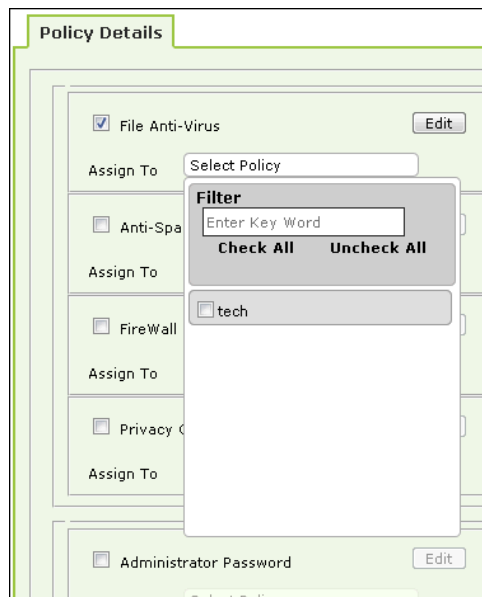 Policy Details
File Anti-Virus Edit
Assign To Select Policy
Filter
Enter Key Word
Check All Uncheck All
Anti-Spa
Assign To
tech
FireWall
Assign To
Privacy
Assign To
Administrator Password Edit